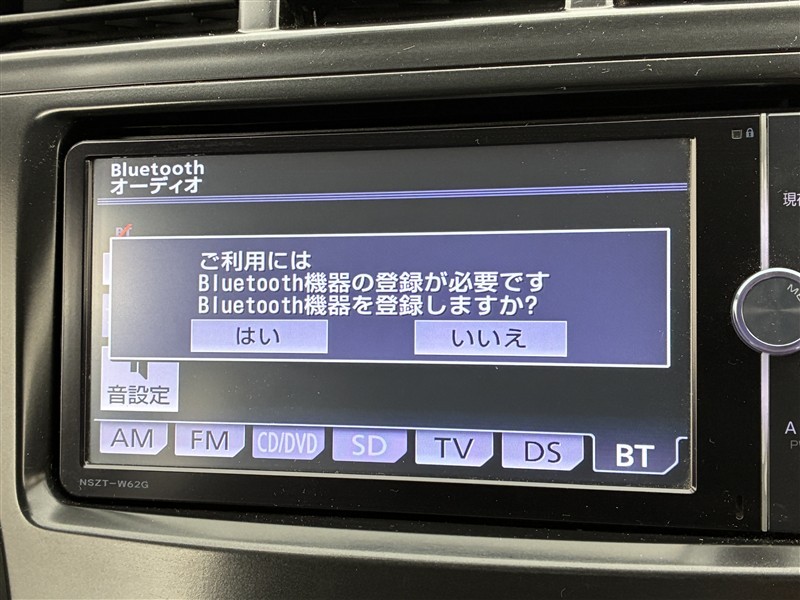 Bluetooth
オーディオ
ご利用には
Bluetooth機器の登録が必要です
Bluetooth機器を登録しますか?
はい いいえ
音設定
AM FM CD/DVD SD TV DS BT
NSZT-W62G